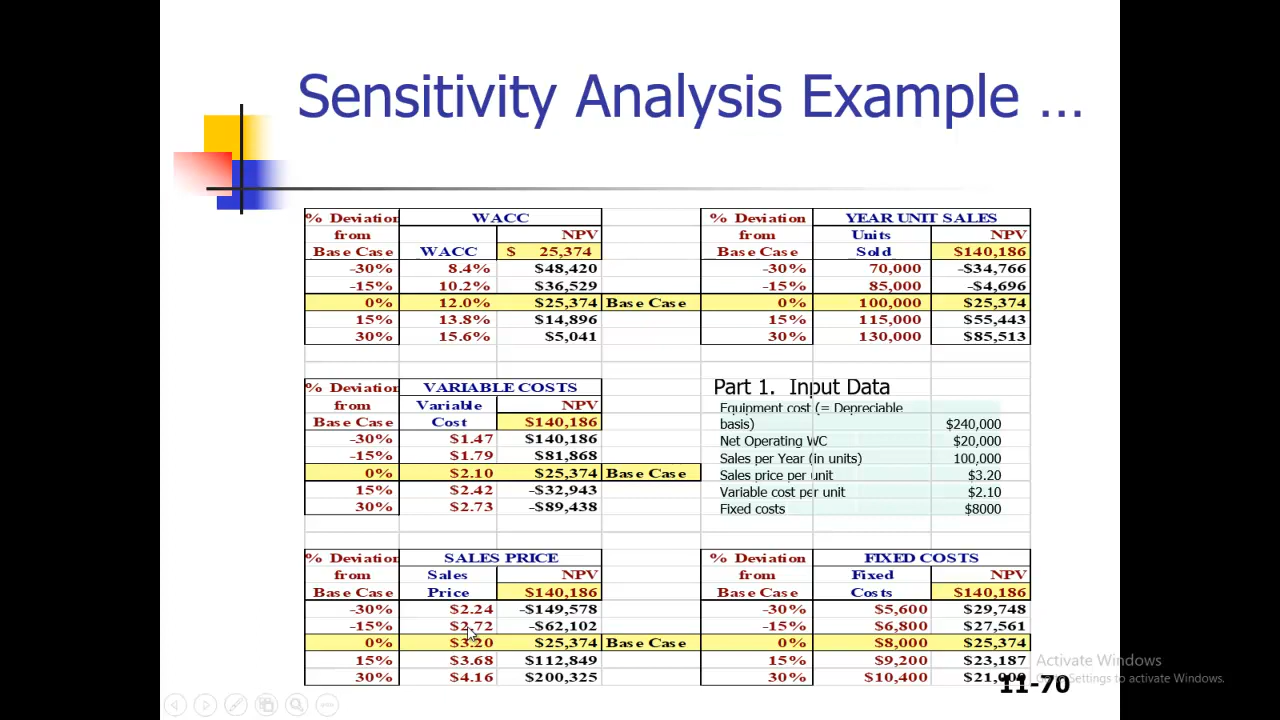 Sensitivity Analysis Example ...
% Deviation WACC
from NPV
Base Case WACC $ 25,374
-30% 8.4% $48,420
-15% 10.2% $36,529
0% 12.0% $25,374 Base Case
15% 13.8% $14,896
30% 15.6% $5,041
% Deviation YEAR UNIT SALES
from Units NPV
Base Case Sold $140,186
-30% 70,000 -$34,766
-15% 85,000 -$4,696
0% 100,000 $25,374
15% 115,000 $55,443
30% 130,000 $85,513
% Deviation VARIABLE COSTS
from Variable NPV
Base Case Cost $140,186
-30% $1.47 $140,186
-15% $1.79 $81,868
0% $2.10 $25,374 Base Case
15% $2.42 -$32,943
30% $2.73 -$89,438
Part 1. Input Data
Equipment cost (= Depreciable
basis) $240,000
Net Operating WC $20,000
Sales per Year (in units) 100,000
Sales price per unit $3.20
Variable cost per unit $2.10
Fixed costs $8000
% Deviation SALES PRICE
from Sales NPV
Base Case Price $140,186
-30% $2.24 -$149,578
-15% $2.72 -$62,102
0% $3.20 $25,374 Base Case
15% $3.68 $112,849
30% $4.16 $200,325
% Deviation FIXED COSTS
from Fixed NPV
Base Case Costs $140,186
-30% $5,600 $29,748
-15% $6,800 $27,561
0% $8,000 $25,374
15% $9,200 $23,187
30% $10,400
11-70
Activate Windows
Settings to activate Windows.